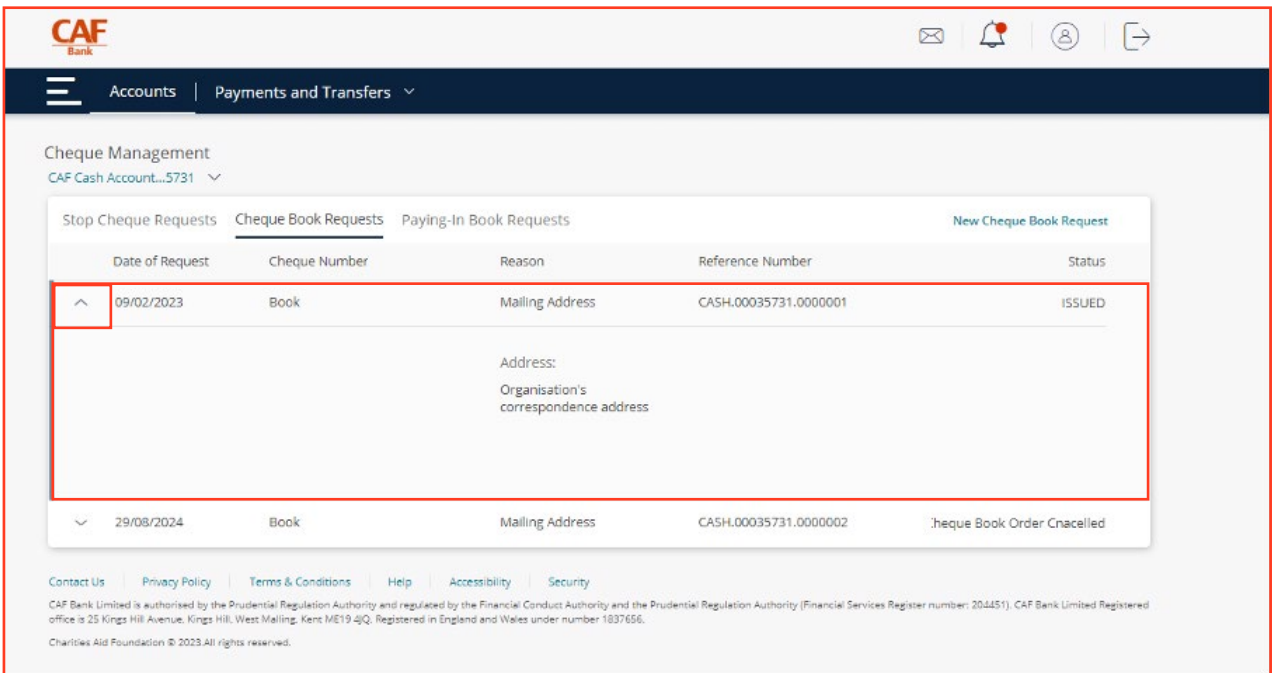 CAF
Bank
Accounts | Payments and Transfers
Cheque Management
CAF Cash Account...5731
Stop Cheque Requests Cheque Book Requests Paying-In Book Requests New Cheque Book Request
Date of Request Cheque Number Reason Reference Number Status
09/02/2023 Book Mailing Address CASH.00035731.0000001 ISSUED
Address:
Organisation's
correspondence address
29/08/2024 Book Mailing Address CASH.00035731.0000002 :heque Book Order Cnacelled
Contact Us Privacy Policy Terms & Conditions Help Accessibility Security
CAF Bank Limited is authorised by the Prudential Regulation Authority and regulated by the Financial Conduct Authority and the Prudential Regulation Authority (Financial Services Register number: 204451). CAF Bank Limited Registered
office is 25 Kings Hill Avenue, Kings Hill, West Malling, Kent ME19 4JQ. Registered in England and Wales under number 1837656.
Charities Aid Foundation © 2023.All rights reserved.